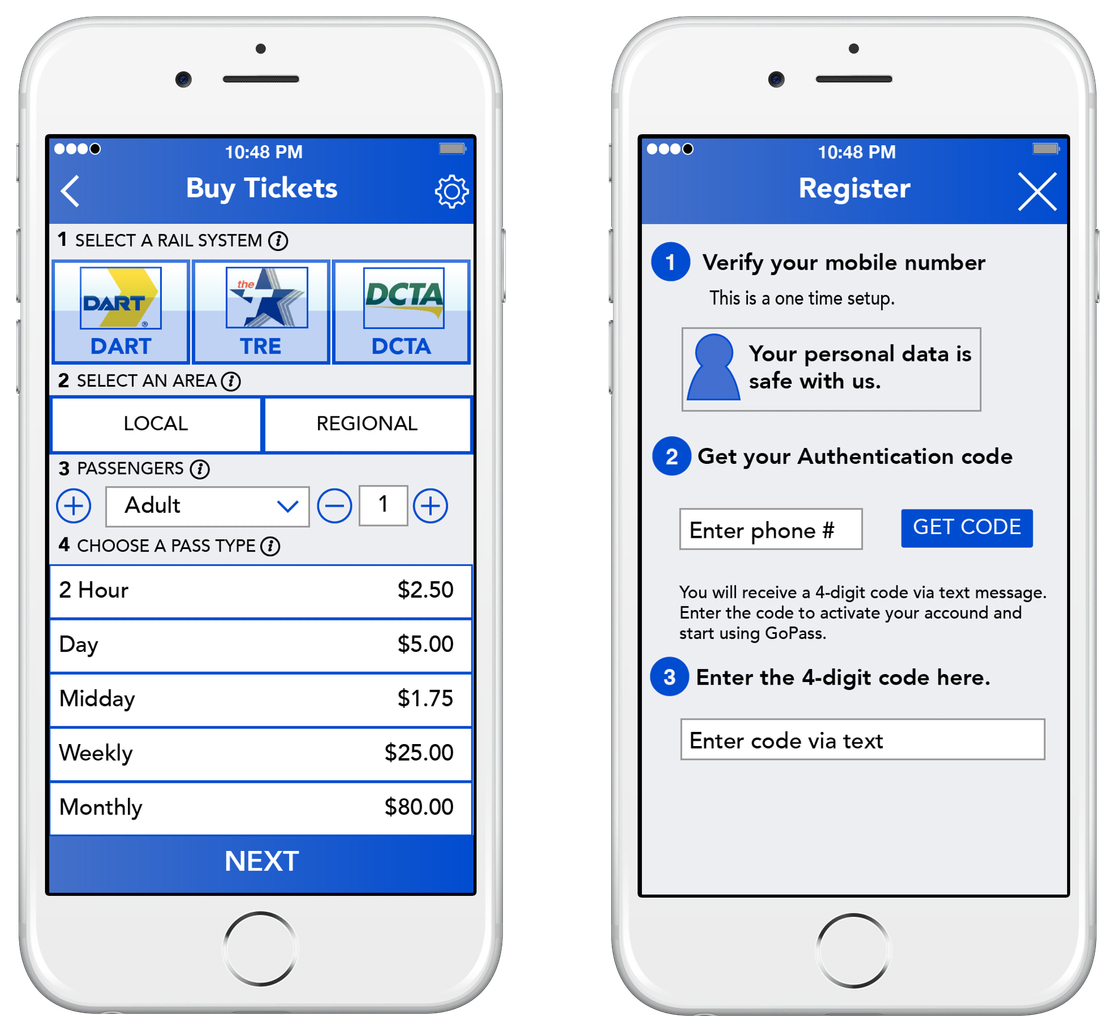 10:48 PM
Buy Tickets
1 SELECT A RAIL SYSTEM i
DART ® the DCTA
DART TRE DCTA
2 SELECT AN AREA i
LOCAL REGIONAL
3 PASSENGERS i
Adult 1
4 CHOOSE A PASS TYPE i
2 Hour $2.50
Day $5.00
Midday $1.75
Weekly $25.00
Monthly $80.00
NEXT
10:48 PM
Register
1 Verify your mobile number
This is a one time setup.
Your personal data is
safe with us.
2 Get your Authentication code
Enter phone # GET CODE
You will receive a 4-digit code via text message.
Enter the code to activate your accound and
start using GoPass.
3 Enter the 4-digit code here.
Enter code via text